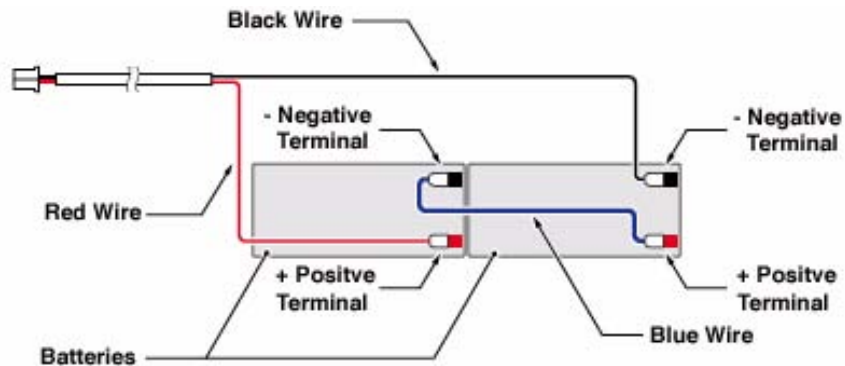 Black Wire
- Negative
Terminal
- Negative
Terminal
Red Wire
+ Positve
Terminal
+ Positve
Terminal
Blue Wire
Batteries